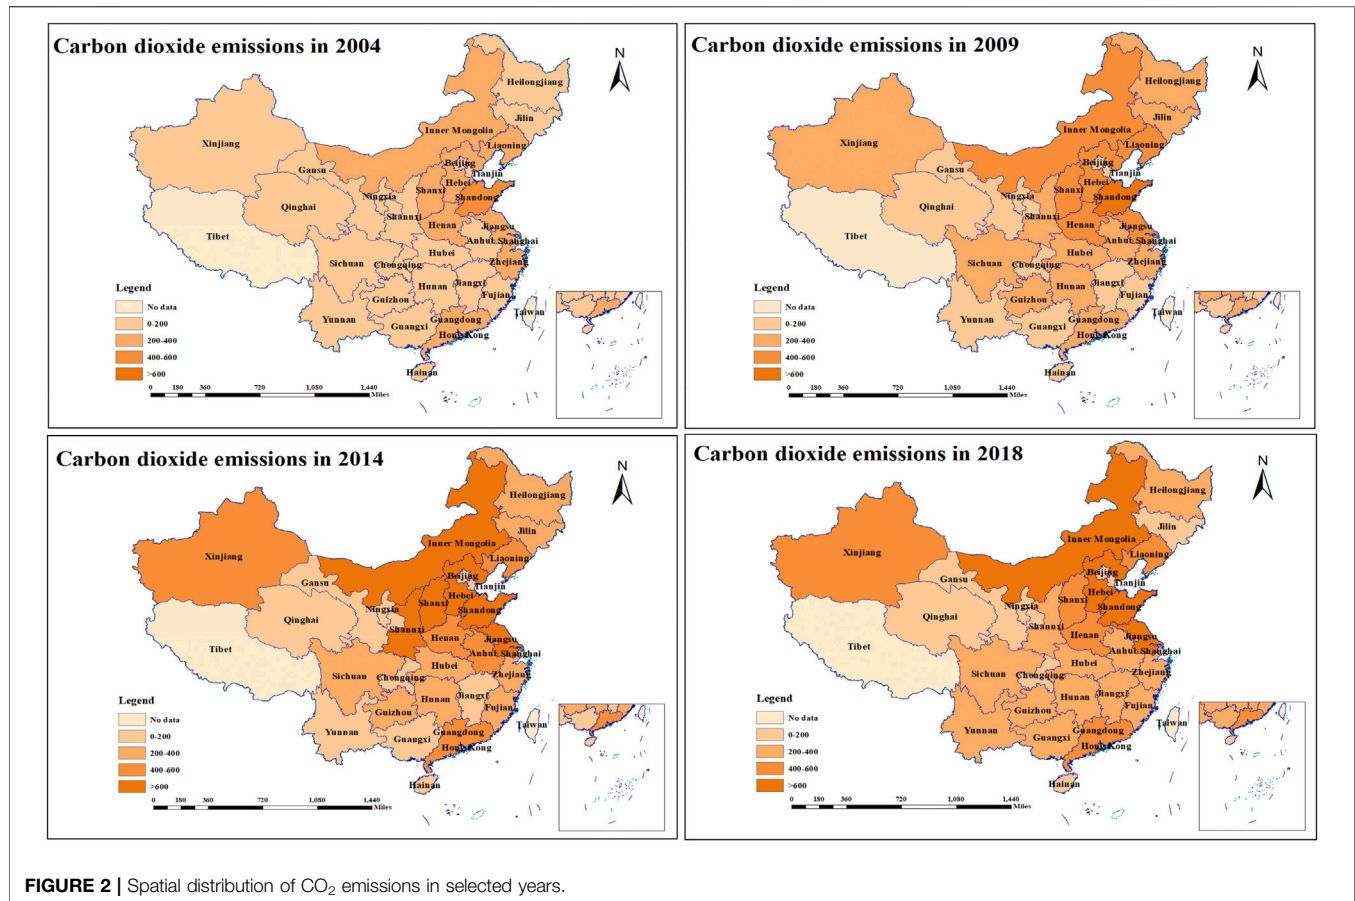 Carbon dioxide emissions in 2004
N
Heilongjiang
Jilin
Xinjiang
Inner Mongolia
Liaoning
Beijing
Gansu
Tianjin
Hebei
Shanxi
Ningxia
Shandong
Qinghai
Shannxi
Henan
Jiangsu
Tibet
Anhui
Shanghai
Hubei
Sichuan
Chongqing
Zhejiang
Hunan
Jiangxi
Guizhou
Fujian
Yunnan
Guangxi
Guangdong
Taiwan
Hong Kong
Hainan
Legend
No data
0-200
200-400
400-600
>600
0 180 360 720 1,080 1,440
Miles
Carbon dioxide emissions in 2009
N
Heilongjiang
Jilin
Xinjiang
Inner Mongolia
Liaoning
Beijing
Gansu
Tianjin
Hebei
Shanxi
Ningxia
Shandong
Qinghai
Shannxi
Henan
Jiangsu
Tibet
Anhui
Shanghai
Hubei
Sichuan
Chongqing
Zhejiang
Hunan
Jiangxi
Guizhou
Fujian
Yunnan
Guangxi
Guangdong
Taiwan
Hong Kong
Hainan
Legend
No data
0-200
200-400
400-600
>600
0 180 360 720 1,080 1,440
Miles
Carbon dioxide emissions in 2014
N
Heilongjiang
Jilin
Xinjiang
Inner Mongolia
Liaoning
Beijing
Gansu
Tianjin
Hebei
Shanxi
Ningxia
Shandong
Qinghai
Shannxi
Henan
Jiangsu
Tibet
Anhui
Shanghai
Hubei
Sichuan
Chongqing
Zhejiang
Hunan
Jiangxi
Guizhou
Fujian
Yunnan
Guangxi
Guangdong
Taiwan
Hong Kong
Hainan
Legend
No data
0-200
200-400
400-600
>600
0 180 360 720 1,080 1,440
Miles
Carbon dioxide emissions in 2018
N
Heilongjiang
Jilin
Xinjiang
Inner Mongolia
Liaoning
Beijing
Gansu
Tianjin
Hebei
Shanxi
Ningxia
Shandong
Qinghai
Shannxi
Henan
Jiangsu
Tibet
Anhui
Shanghai
Hubei
Sichuan
Chongqing
Zhejiang
Hunan
Jiangxi
Guizhou
Fujian
Yunnan
Guangxi
Guangdong
Taiwan
Hong Kong
Hainan
Legend
No data
0-200
200-400
400-600
>600
0 180 360 720 1,080 1,440
Miles
FIGURE 2 | Spatial distribution of CO₂ emissions in selected years.